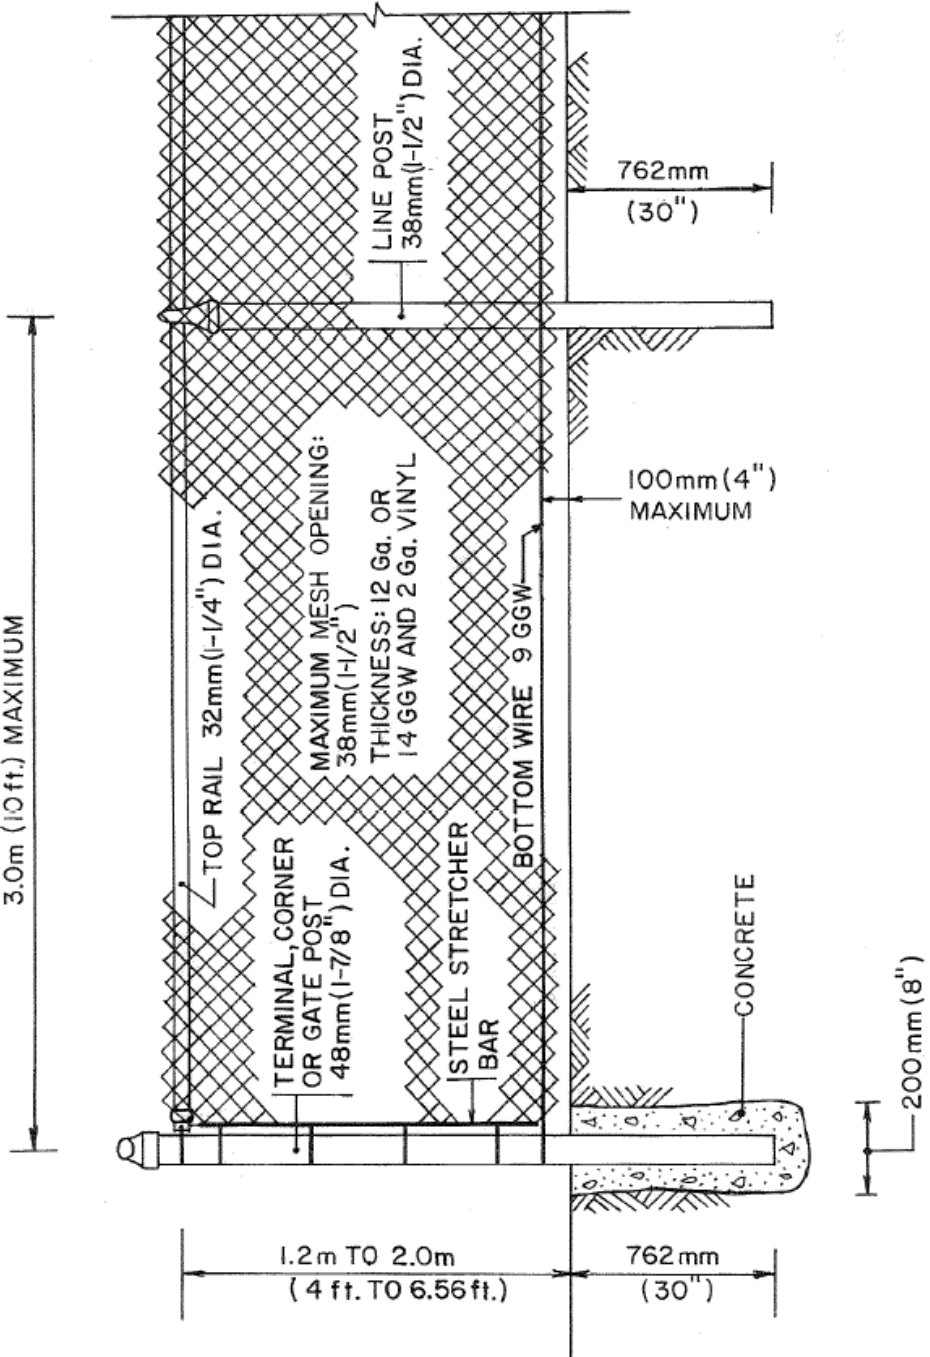 LINE POST
38mm(1-1/2") DIA.
762mm
(30")
100mm(4")
MAXIMUM
3.0m (10 ft.) MAXIMUM
TOP RAIL 32mm(1-1/4") DIA.
MAXIMUM MESH OPENING:
38mm(1-1/2")
THICKNESS: 12 Ga. OR
14 GGW AND 2 Ga. VINYL
BOTTOM WIRE 9 GGW
TERMINAL, CORNER
OR GATE POST
48mm(1-7/8") DIA.
STEEL STRETCHER
BAR
CONCRETE
200mm (8")
1.2m TO 2.0m
(4 ft. TO 6.56 ft.)
762mm
(30")